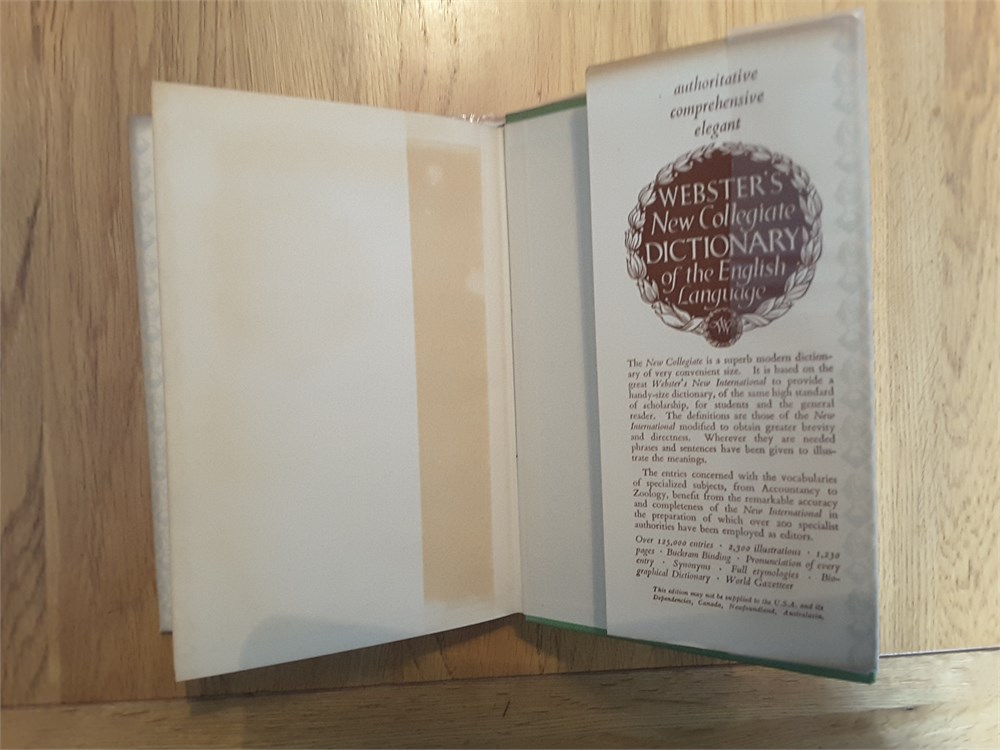 authoritative
comprehensive
elegant
WEBSTER'S
New Collegiate
DICTIONARY
of the English
Language
W
The New Collegiate is a superb modern diction-
ary of very convenient size. It is based on the
great Webster's New International to provide a
handy-size dictionary, of the same high standard
of scholarship, for students and the general
reader. The definitions are those of the New
International modified to obtain greater brevity
and directness. Wherever they are needed
phrases and sentences have been given to illus-
trate the meanings.
The entries concerned with the vocabularies
of specialized subjects, from Accountancy to
Zoology, benefit from the remarkable accuracy
and completeness of the New International in
the preparation of which over 200 specialist
authorities have been employed as editors.
Over 125,000 entries · 2,300 illustrations · 1,230
pages · Buckram Binding · Pronunciation of every
entry · Synonyms · Full etymologies · Bio-
graphical Dictionary · World Gazetteer
This edition may not be supplied to the U.S.A. and its
Dependencies, Canada, Newfoundland, Australasia.